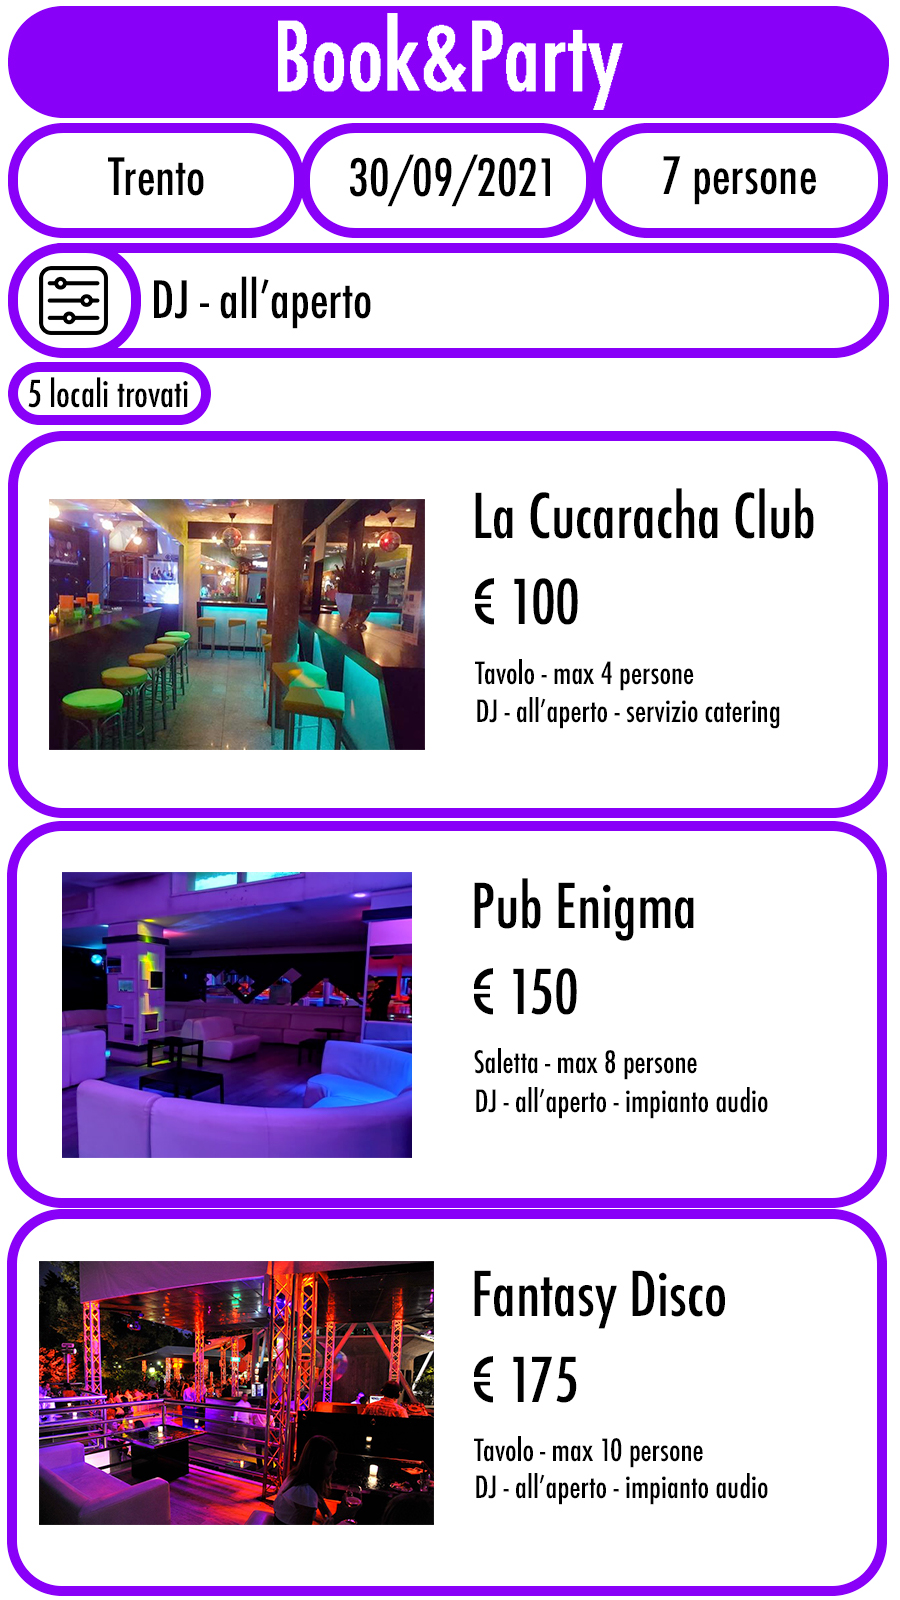 Book&Party
Trento
30/09/2021
7 persone
DJ - all’aperto
5 locali trovati
La Cucaracha Club
€ 100
Tavolo - max 4 persone
DJ - all’aperto - servizio catering
Pub Enigma
€ 150
Saletta - max 8 persone
DJ - all’aperto - impianto audio
Fantasy Disco
€ 175
Tavolo - max 10 persone
DJ - all’aperto - impianto audio